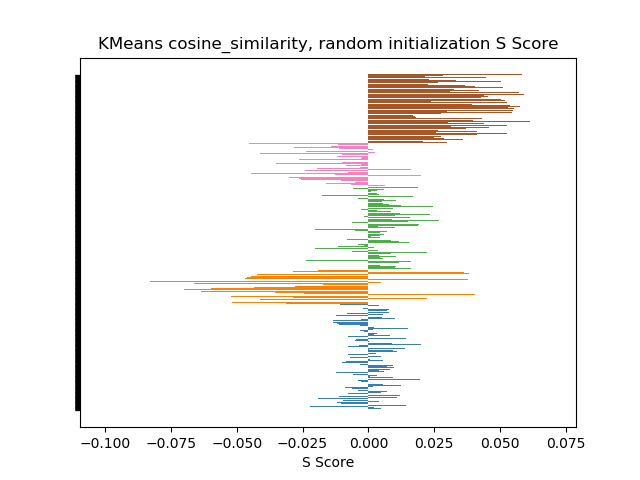 KMeans cosine_similarity, random initialization S Score
−0.100 −0.075 −0.050 −0.025 0.000 0.025 0.050 0.075
S Score